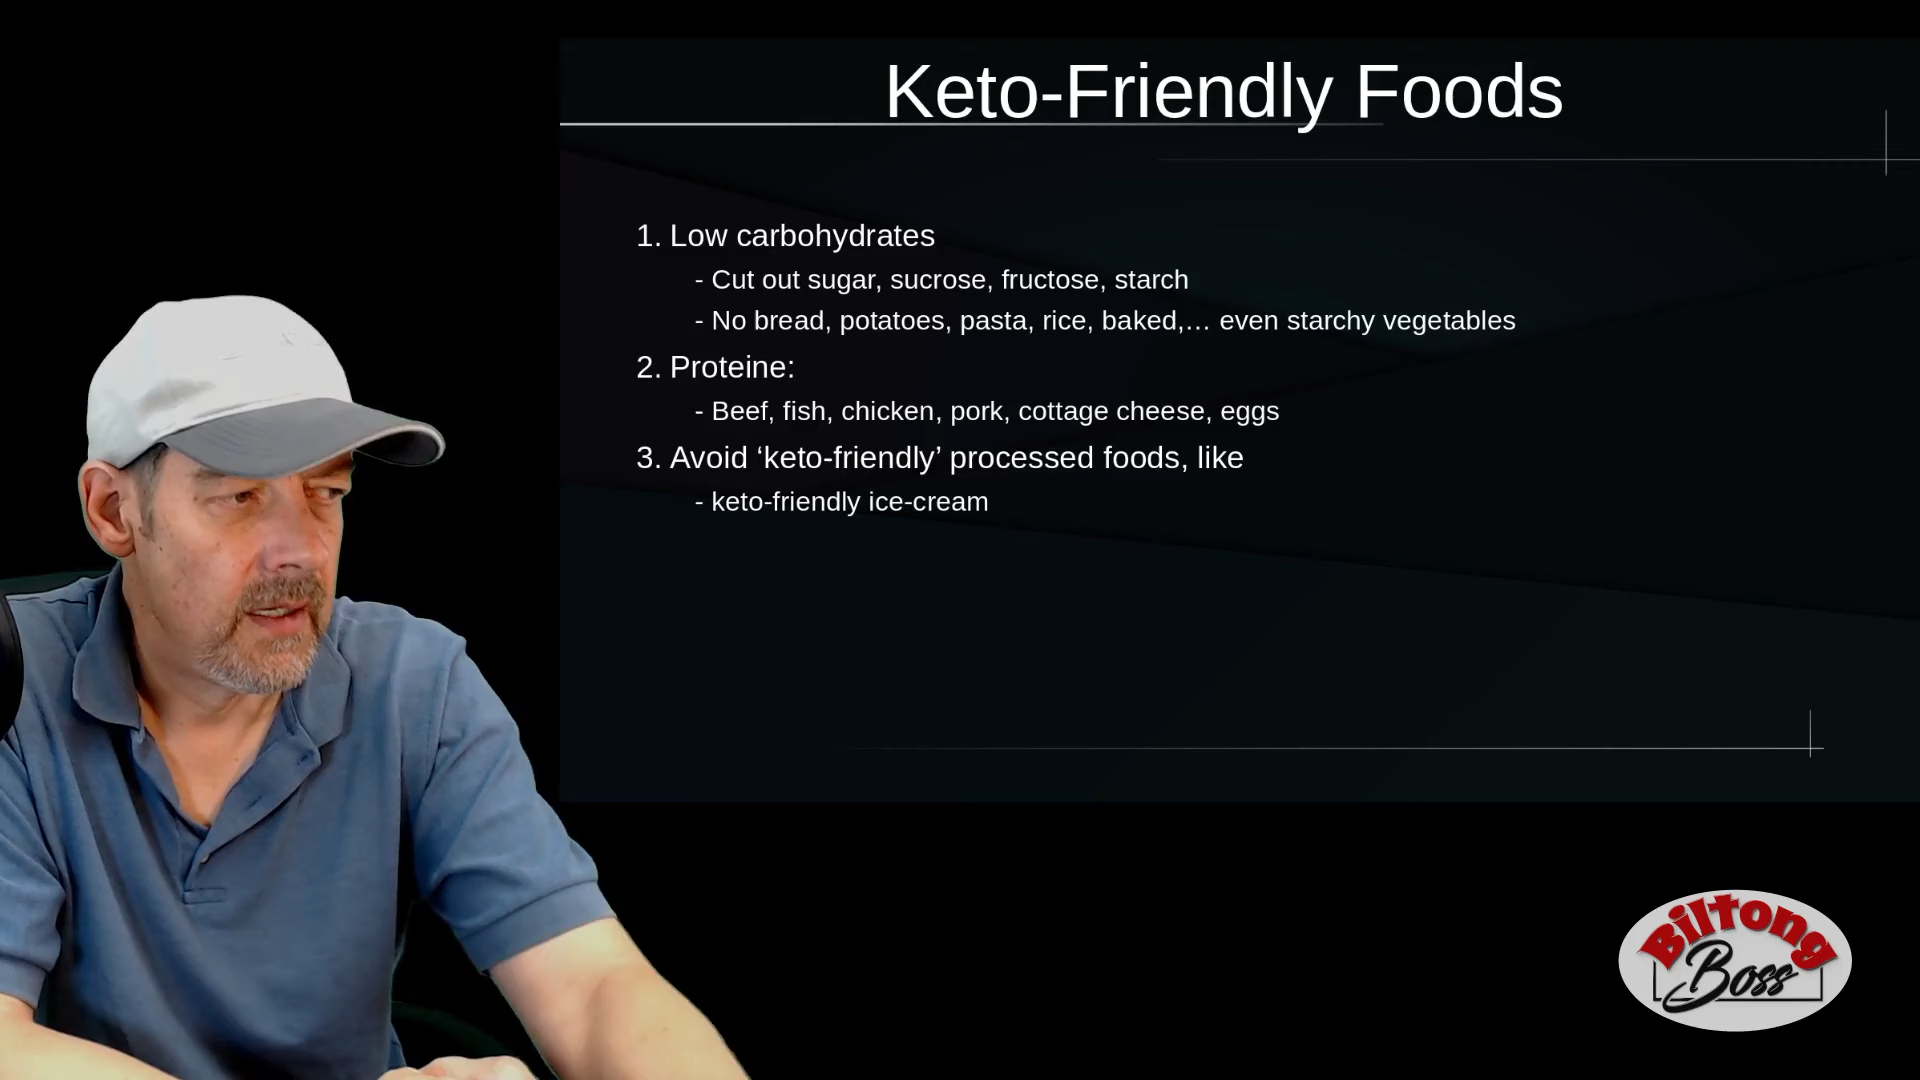 Keto-Friendly Foods
1. Low carbohydrates
- Cut out sugar, sucrose, fructose, starch
- No bread, potatoes, pasta, rice, baked,… even starchy vegetables
2. Proteine:
- Beef, fish, chicken, pork, cottage cheese, eggs
3. Avoid ‘keto-friendly’ processed foods, like
- keto-friendly ice-cream
Biltong
Boss